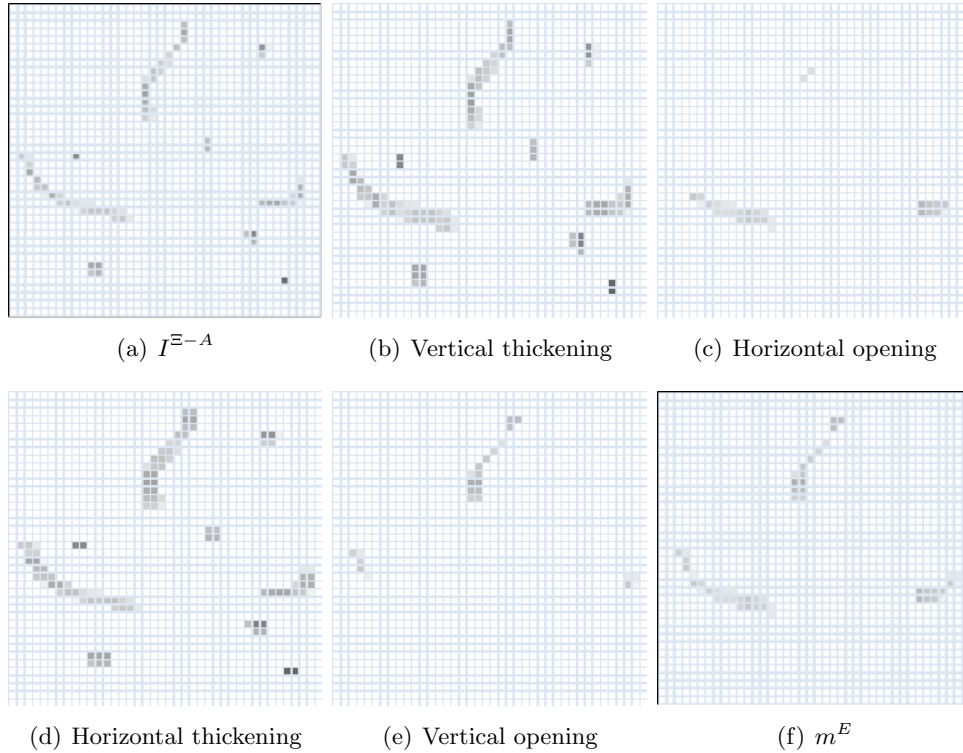 (a) I^{Ξ−A}
(b) Vertical thickening
(c) Horizontal opening
(d) Horizontal thickening
(e) Vertical opening
(f) m^E